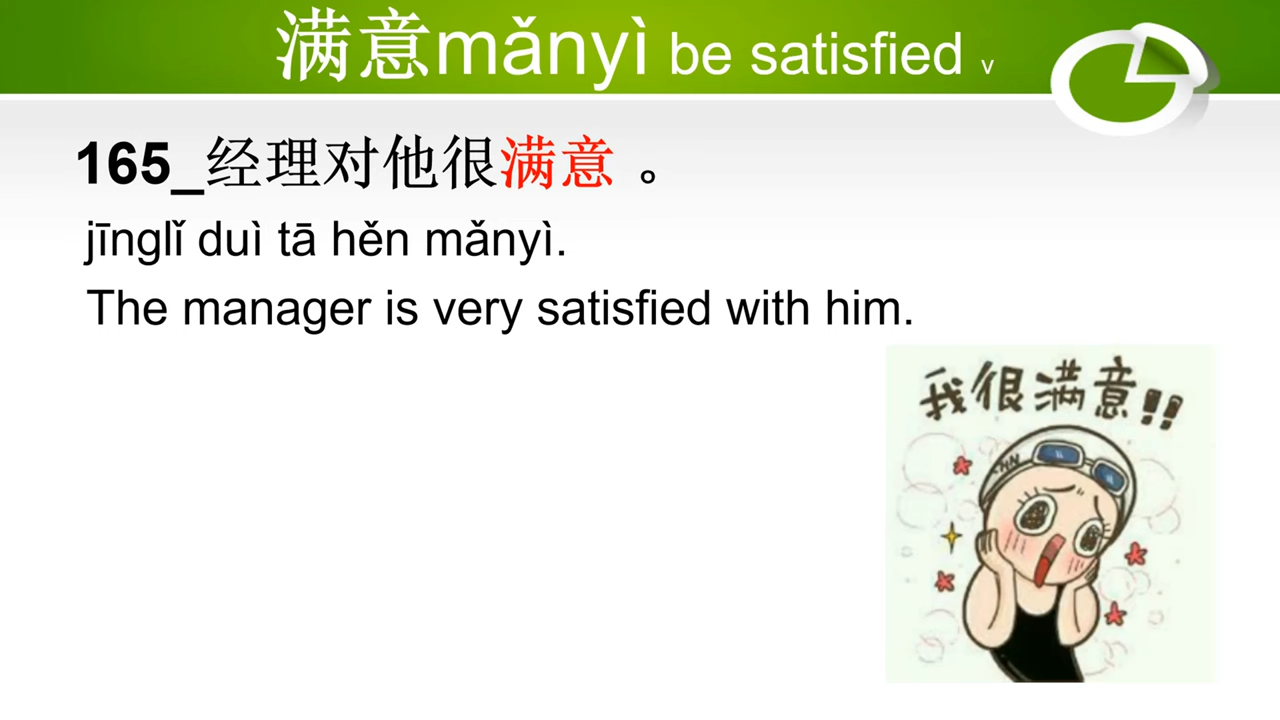 满意mǎnyì be satisfied v
165_经理对他很满意 。
jīnglǐ duì tā hěn mǎnyì.
The manager is very satisfied with him.
我很满意!!
CHN